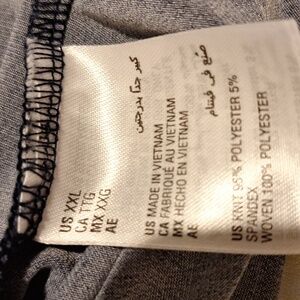 US XXL
CA TTG
MX XXG
AE
كبير جدا بدرجتين
US MADE IN VIETNAM
CA FABRIQUÉ AU VIETNAM
MX HECHO EN VIETNAM
AE
صنع في فيتنام
US KNIT 95% POLYESTER 5%
SPANDEX
WOVEN 100% POLYESTER